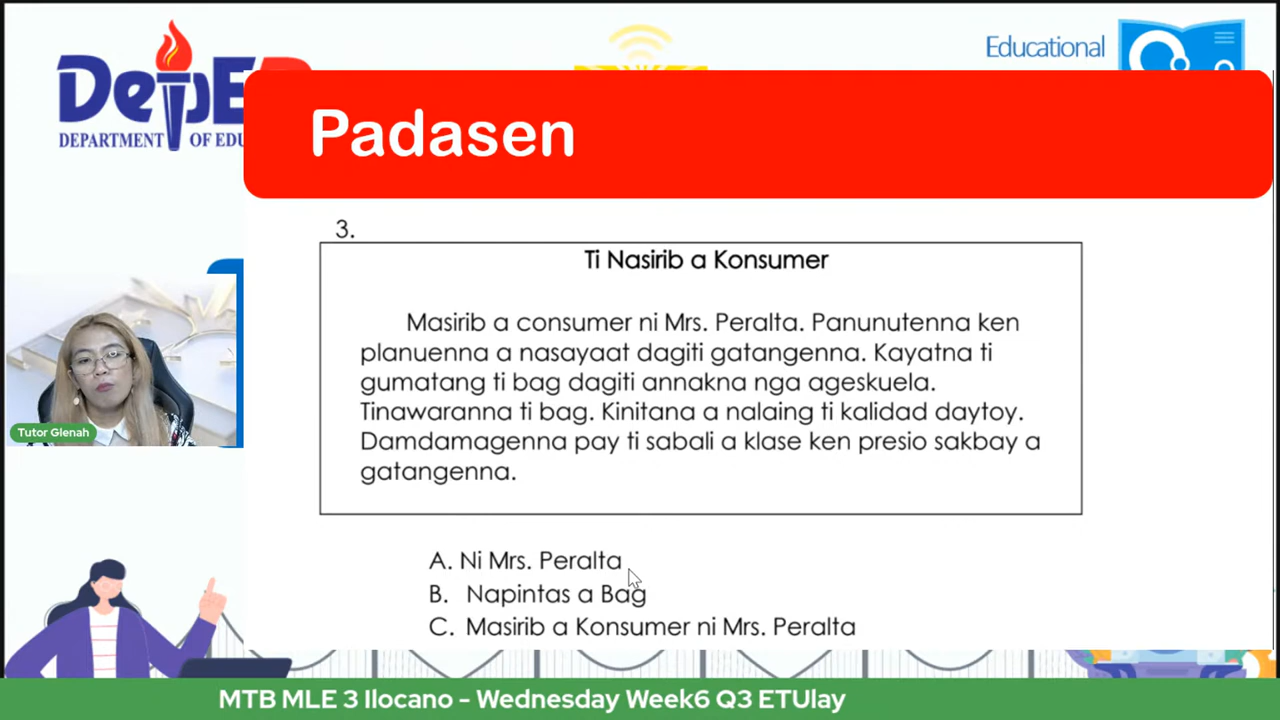 DepE
DEPARTMENT OF EDU
Educational
Padasen
3.
Ti Nasirib a Konsumer
Masirib a consumer ni Mrs. Peralta. Panunutenna ken
planuenna a nasayaat dagiti gatangenna. Kayatna ti
gumatang ti bag dagiti annakna nga ageskuela.
Tinawaranna ti bag. Kinitana a nalaing ti kalidad daytoy.
Damdamagenna pay ti sabali a klase ken presio sakbay a
gatangenna.
Tutor Glenah
A. Ni Mrs. Peralta
B. Napintas a Bag
C. Masirib a Konsumer ni Mrs. Peralta
MTB MLE 3 Ilocano - Wednesday Week6 Q3 ETUlay